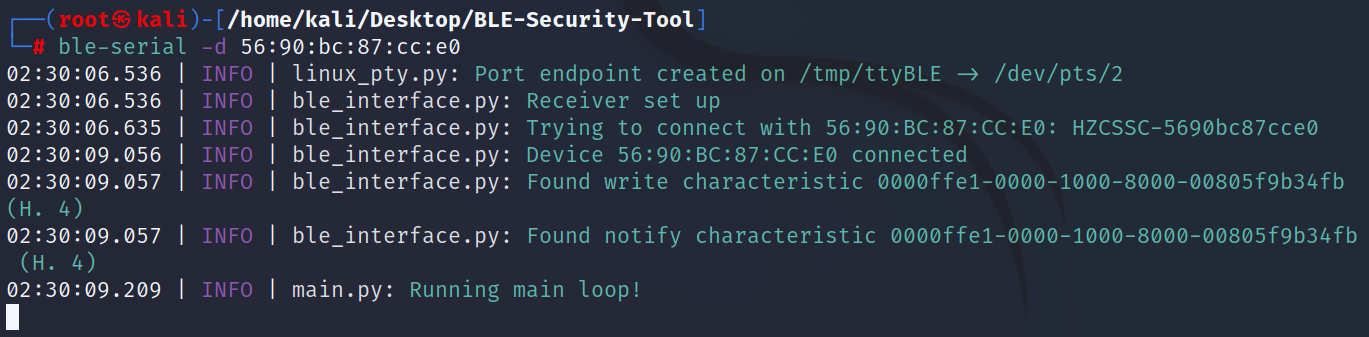 ┌──(root㉿kali)-[/home/kali/Desktop/BLE-Security-Tool]
└─# ble-serial -d 56:90:bc:87:cc:e0
02:30:06.536 | INFO | linux_pty.py: Port endpoint created on /tmp/ttyBLE -> /dev/pts/2
02:30:06.536 | INFO | ble_interface.py: Receiver set up
02:30:06.635 | INFO | ble_interface.py: Trying to connect with 56:90:BC:87:CC:E0: HZCSSC-5690bc87cce0
02:30:09.056 | INFO | ble_interface.py: Device 56:90:BC:87:CC:E0 connected
02:30:09.057 | INFO | ble_interface.py: Found write characteristic 0000ffe1-0000-1000-8000-00805f9b34fb
(H. 4)
02:30:09.057 | INFO | ble_interface.py: Found notify characteristic 0000ffe1-0000-1000-8000-00805f9b34fb
(H. 4)
02:30:09.209 | INFO | main.py: Running main loop!